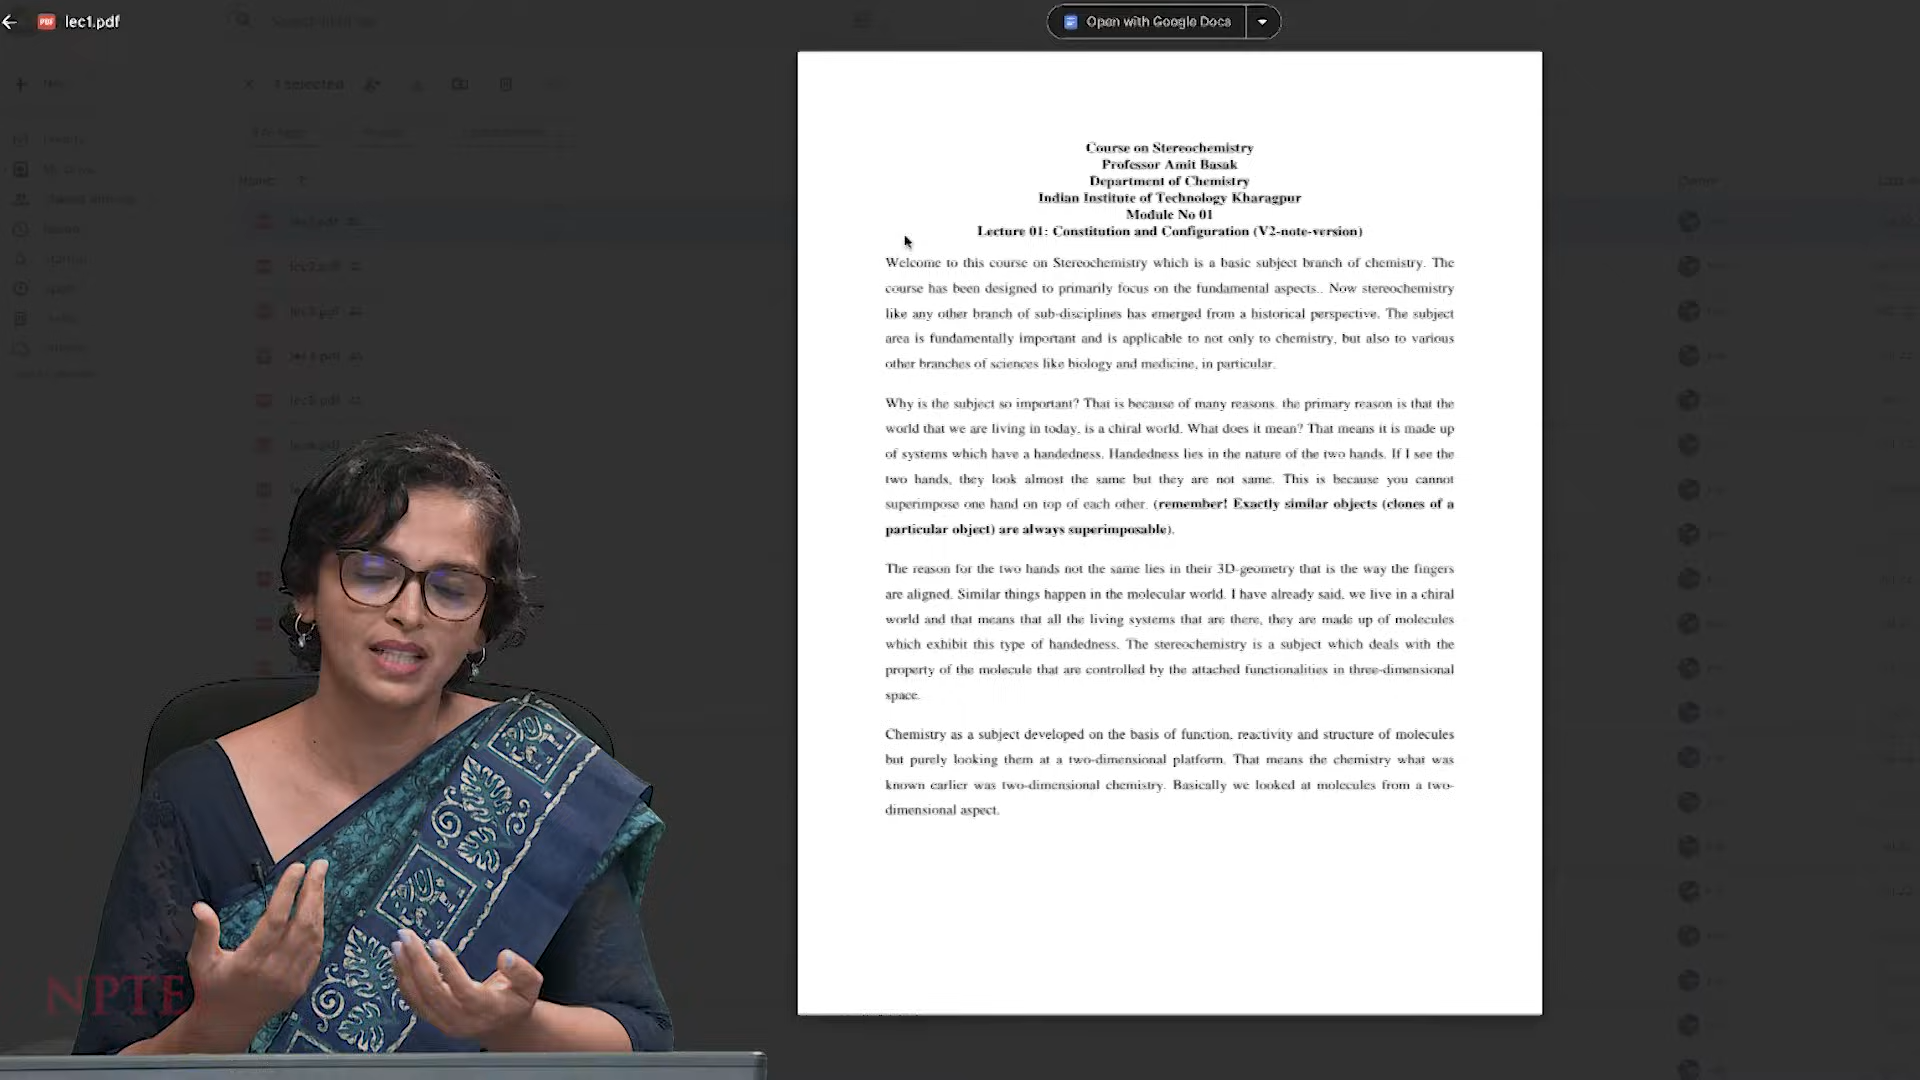 PDF lec1.pdf
Open with Google Docs
selected
Course on Stereochemistry
Professor Amit Basak
Department of Chemistry
Indian Institute of Technology Kharagpur
Module No 01
Lecture 01: Constitution and Configuration (V2-note-version)
Welcome to this course on Stereochemistry which is a basic subject branch of chemistry. The
course has been designed to primarily focus on the fundamental aspects.. Now stereochemistry
like any other branch of sub-disciplines has emerged from a historical perspective. The subject
area is fundamentally important and is applicable to not only to chemistry, but also to various
other branches of sciences like biology and medicine, in particular.
Why is the subject so important? That is because of many reasons. the primary reason is that the
world that we are living in today, is a chiral world. What does it mean? That means it is made up
of systems which have a handedness. Handedness lies in the nature of the two hands. If I see the
two hands, they look almost the same but they are not same. This is because you cannot
superimpose one hand on top of each other. (remember! Exactly similar objects (clones of a
particular object) are always superimposable).
The reason for the two hands not the same lies in their 3D-geometry that is the way the fingers
are aligned. Similar things happen in the molecular world. I have already said, we live in a chiral
world and that means that all the living systems that are there, they are made up of molecules
which exhibit this type of handedness. The stereochemistry is a subject which deals with the
property of the molecule that are controlled by the attached functionalities in three-dimensional
space.
Chemistry as a subject developed on the basis of function, reactivity and structure of molecules
but purely looking them at a two-dimensional platform. That means the chemistry what was
known earlier was two-dimensional chemistry. Basically we looked at molecules from a two-
dimensional aspect.
NPTE